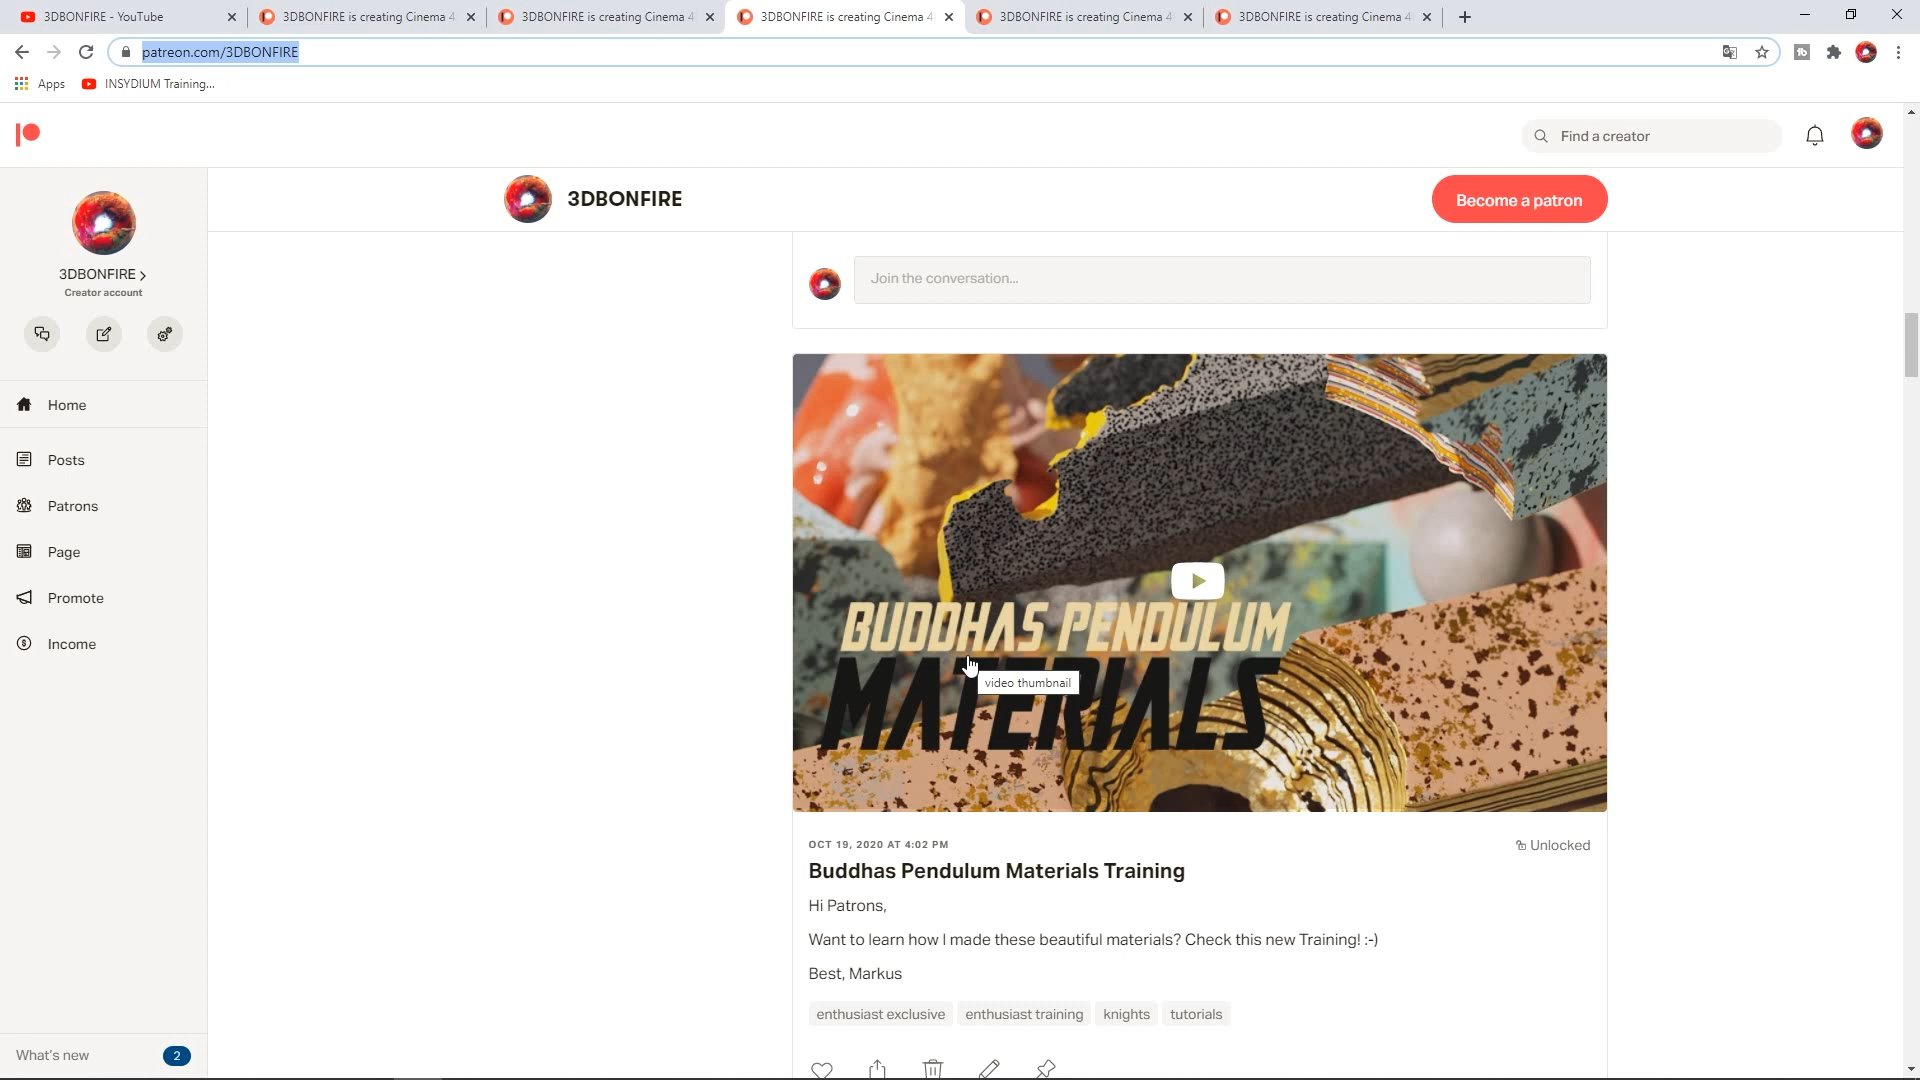 3DBONFIRE - YouTube
3DBONFIRE is creating Cinema 4
3DBONFIRE is creating Cinema 4
3DBONFIRE is creating Cinema 4
3DBONFIRE is creating Cinema 4
3DBONFIRE is creating Cinema 4
patreon.com/3DBONFIRE
Apps
INSYDIUM Training...
Find a creator
3DBONFIRE
Become a patron
3DBONFIRE
Creator account
Home
Posts
Patrons
Page
Promote
Income
What's new
2
Join the conversation...
BUDDHAS PENDULUM
MATERIALS
video thumbnail
OCT 19, 2020 AT 4:02 PM
Unlocked
Buddhas Pendulum Materials Training
Hi Patrons,
Want to learn how I made these beautiful materials? Check this new Training! :-)
Best, Markus
enthusiast exclusive
enthusiast training
knights
tutorials